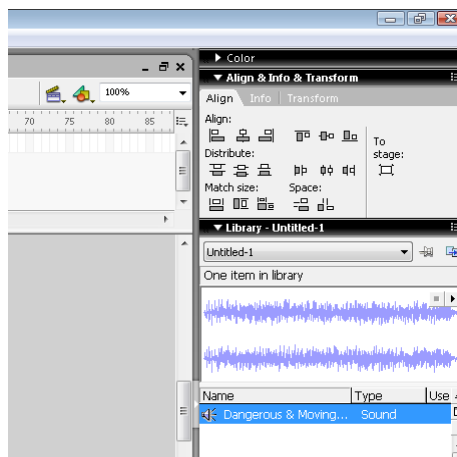 Color
100%
Align & Info & Transform
Align Info Transform
70 75 80 85
Align:
To
stage:
Distribute:
Match size: Space:
Library - Untitled-1
Untitled-1
One item in library
Name Type Use
Dangerous & Moving... Sound